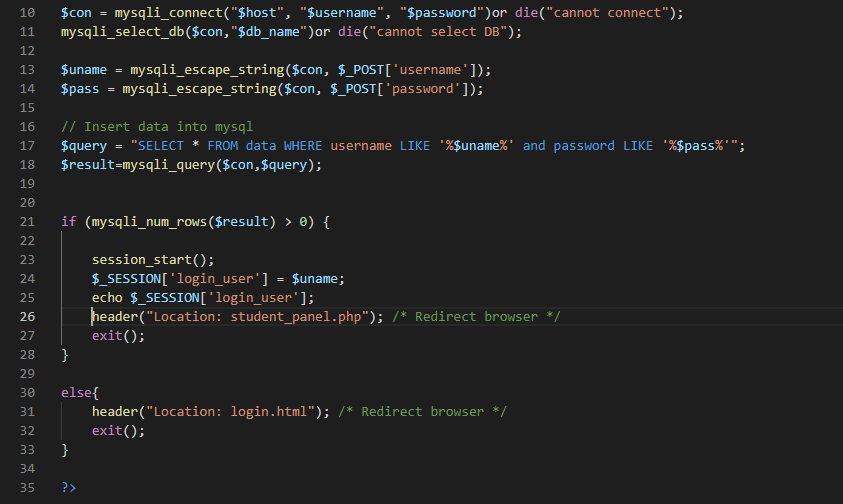 10 $con = mysqli_connect("$host", "$username", "$password")or die("cannot connect");
11 mysqli_select_db($con,"$db_name")or die("cannot select DB");
12
13 $uname = mysqli_escape_string($con, $_POST['username']);
14 $pass = mysqli_escape_string($con, $_POST['password']);
15
16 // Insert data into mysql
17 $query = "SELECT * FROM data WHERE username LIKE '%$uname%' and password LIKE '%$pass%'";
18 $result=mysqli_query($con,$query);
19
20
21 if (mysqli_num_rows($result) > 0) {
22
23 session_start();
24 $_SESSION['login_user'] = $uname;
25 echo $_SESSION['login_user'];
26 header("Location: student_panel.php"); /* Redirect browser */
27 exit();
28 }
29
30 else{
31 header("Location: login.html"); /* Redirect browser */
32 exit();
33 }
34
35 ?>